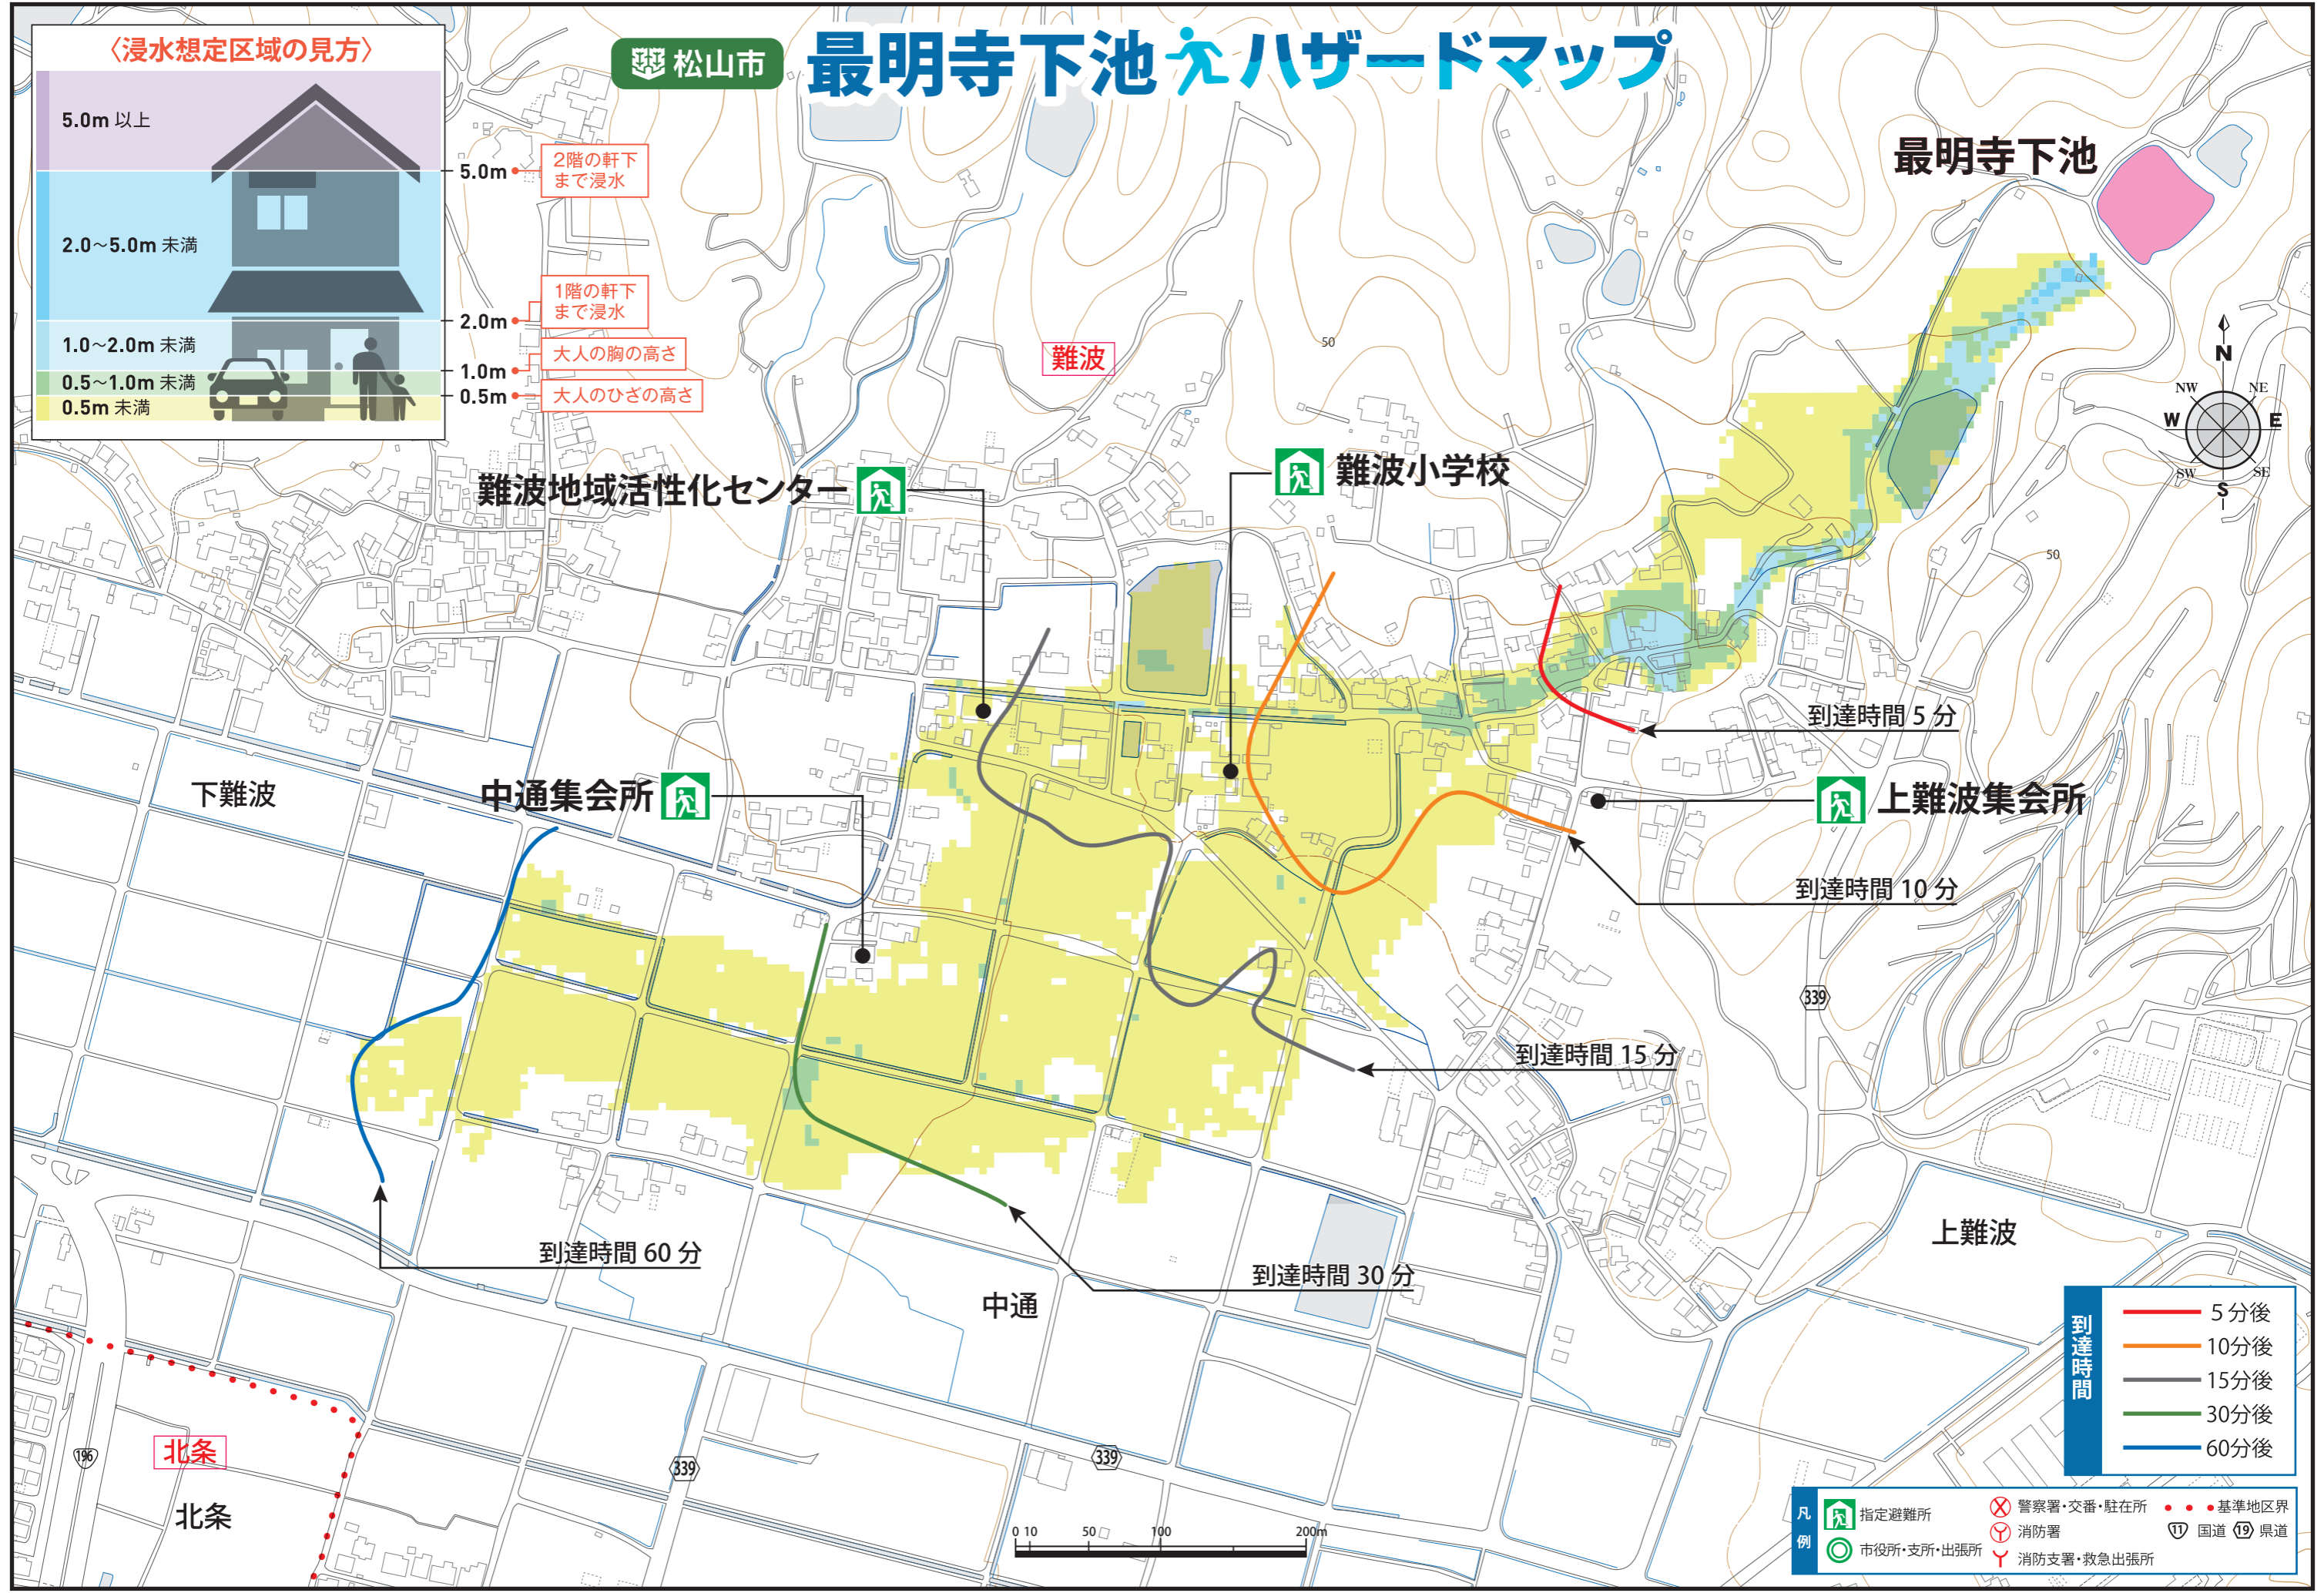 〈浸水想定区域の見方〉
5.0m 以上
2.0～5.0m 未満
1.0～2.0m 未満
0.5～1.0m 未満
0.5m 未満
5.0m
2階の軒下
まで浸水
2.0m
1階の軒下
まで浸水
1.0m
大人の胸の高さ
0.5m
大人のひざの高さ
松山市
最明寺下池 ハザードマップ
最明寺下池
N
NE
E
SE
S
SW
W
NW
50
50
難波
難波地域活性化センター
難波小学校
到達時間 5 分
下難波
中通集会所
上難波集会所
到達時間 10 分
339
到達時間 15 分
上難波
到達時間 60 分
到達時間 30 分
中通
到達時間
5 分後
10分後
15分後
30分後
60分後
196
北条
北条
339
339
0 10 50 100 200m
凡例
指定避難所
市役所・支所・出張所
警察署・交番・駐在所
消防署
消防支署・救急出張所
基準地区界
11 国道 19 県道